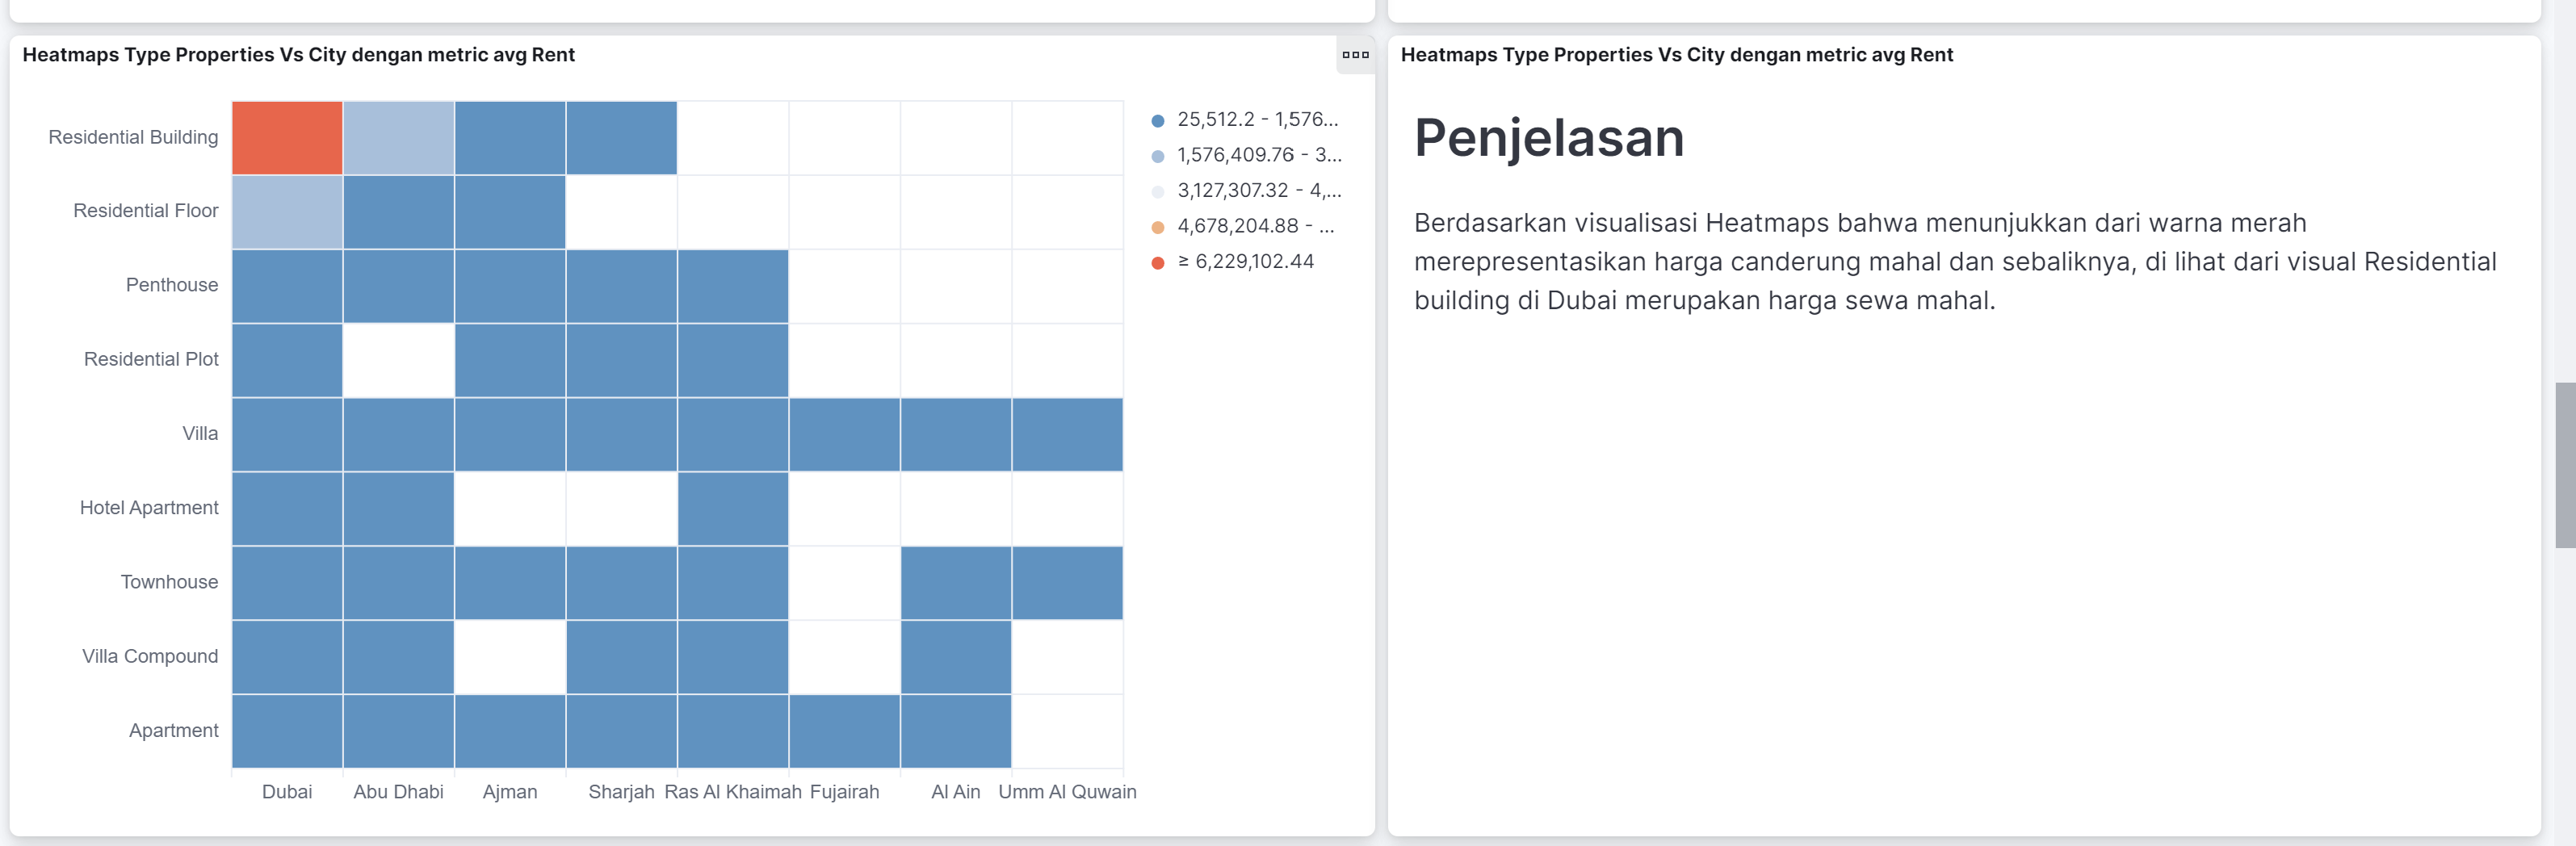 Heatmaps Type Properties Vs City dengan metric avg Rent
Residential Building
Residential Floor
Penthouse
Residential Plot
Villa
Hotel Apartment
Townhouse
Villa Compound
Apartment
Dubai Abu Dhabi Ajman Sharjah Ras Al Khaimah Fujairah Al Ain Umm Al Quwain
25,512.2 - 1,576...
1,576,409.76 - 3...
3,127,307.32 - 4,...
4,678,204.88 - ...
≥ 6,229,102.44
Heatmaps Type Properties Vs City dengan metric avg Rent
Penjelasan
Berdasarkan visualisasi Heatmaps bahwa menunjukkan dari warna merah
merepresentasikan harga canderung mahal dan sebaliknya, di lihat dari visual Residential
building di Dubai merupakan harga sewa mahal.